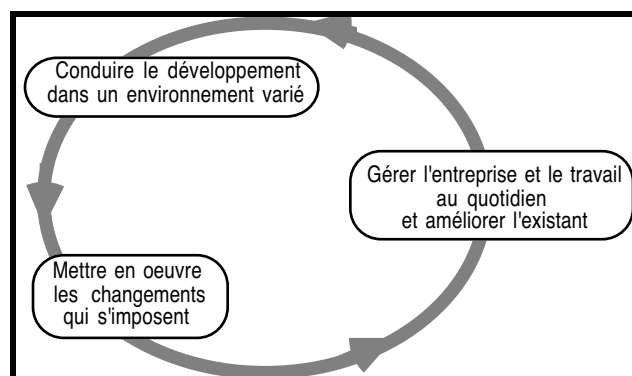 Conduire le développement
dans un environnement varié
Gérer l'entreprise et le travail
au quotidien
et améliorer l'existant
Mettre en oeuvre
les changements
qui s'imposent